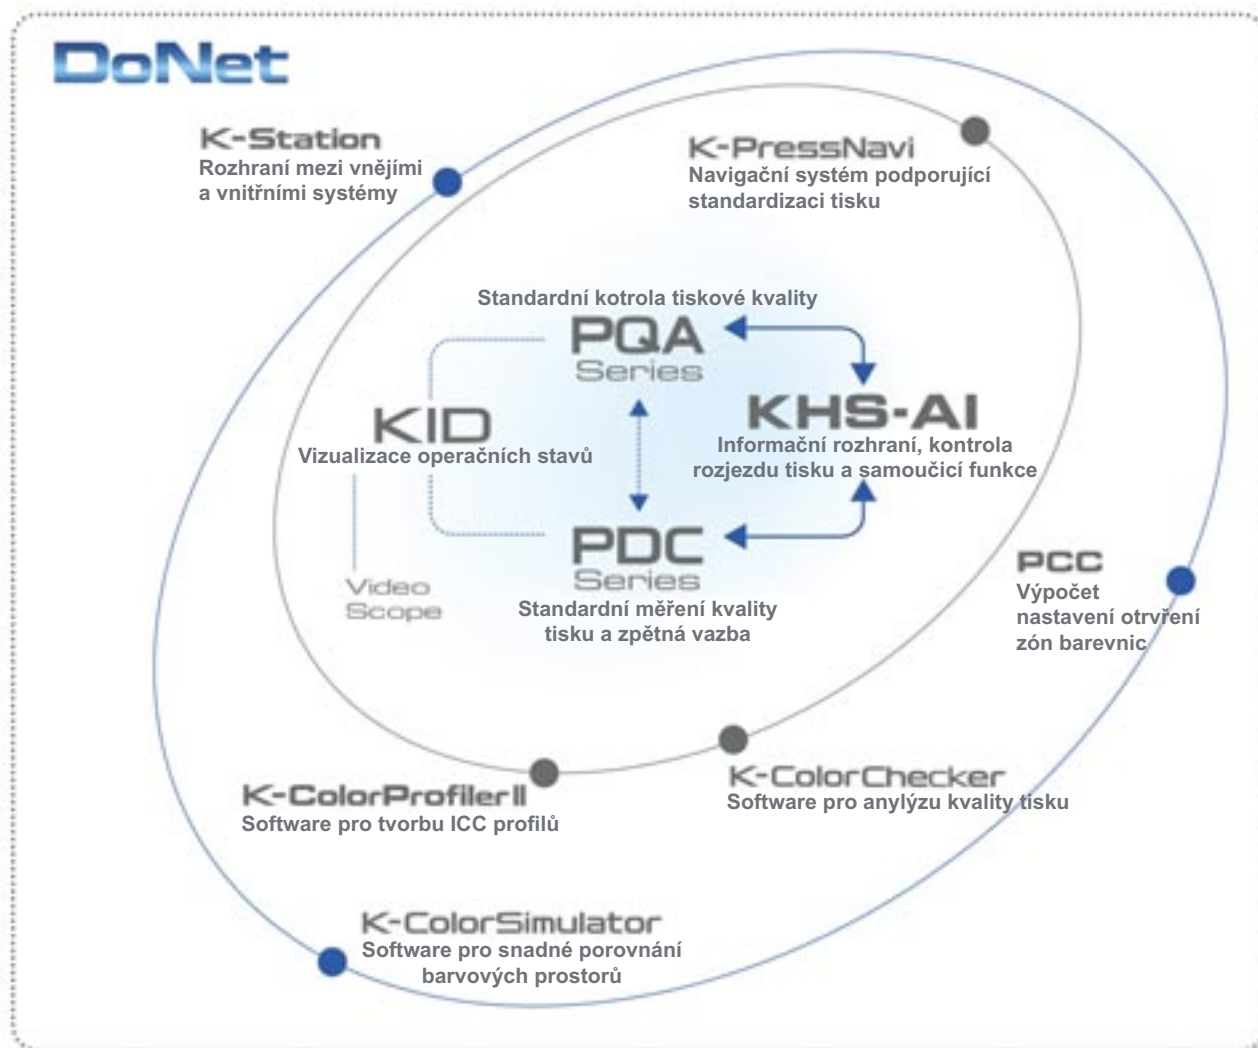 DoNet
K-Station
Rozhraní mezi vnějími
a vnitřními systémy
K-PressNavi
Navigační systém podporující
standardizaci tisku
Standardní kotrola tiskové kvality
PQA
Series
KID
Vizualizace operačních stavů
KHS-AI
Informační rozhraní, kontrola
rozjezdu tisku a samoučicí funkce
PDC
Series
Standardní měření kvality
tisku a zpětná vazba
Video
Scope
PCC
Výpočet
nastavení otrvření
zón barevnic
K-ColorProfiler II
Software pro tvorbu ICC profilů
K-ColorChecker
Software pro anylýzu kvality tisku
K-ColorSimulator
Software pro snadné porovnání
barvových prostorů